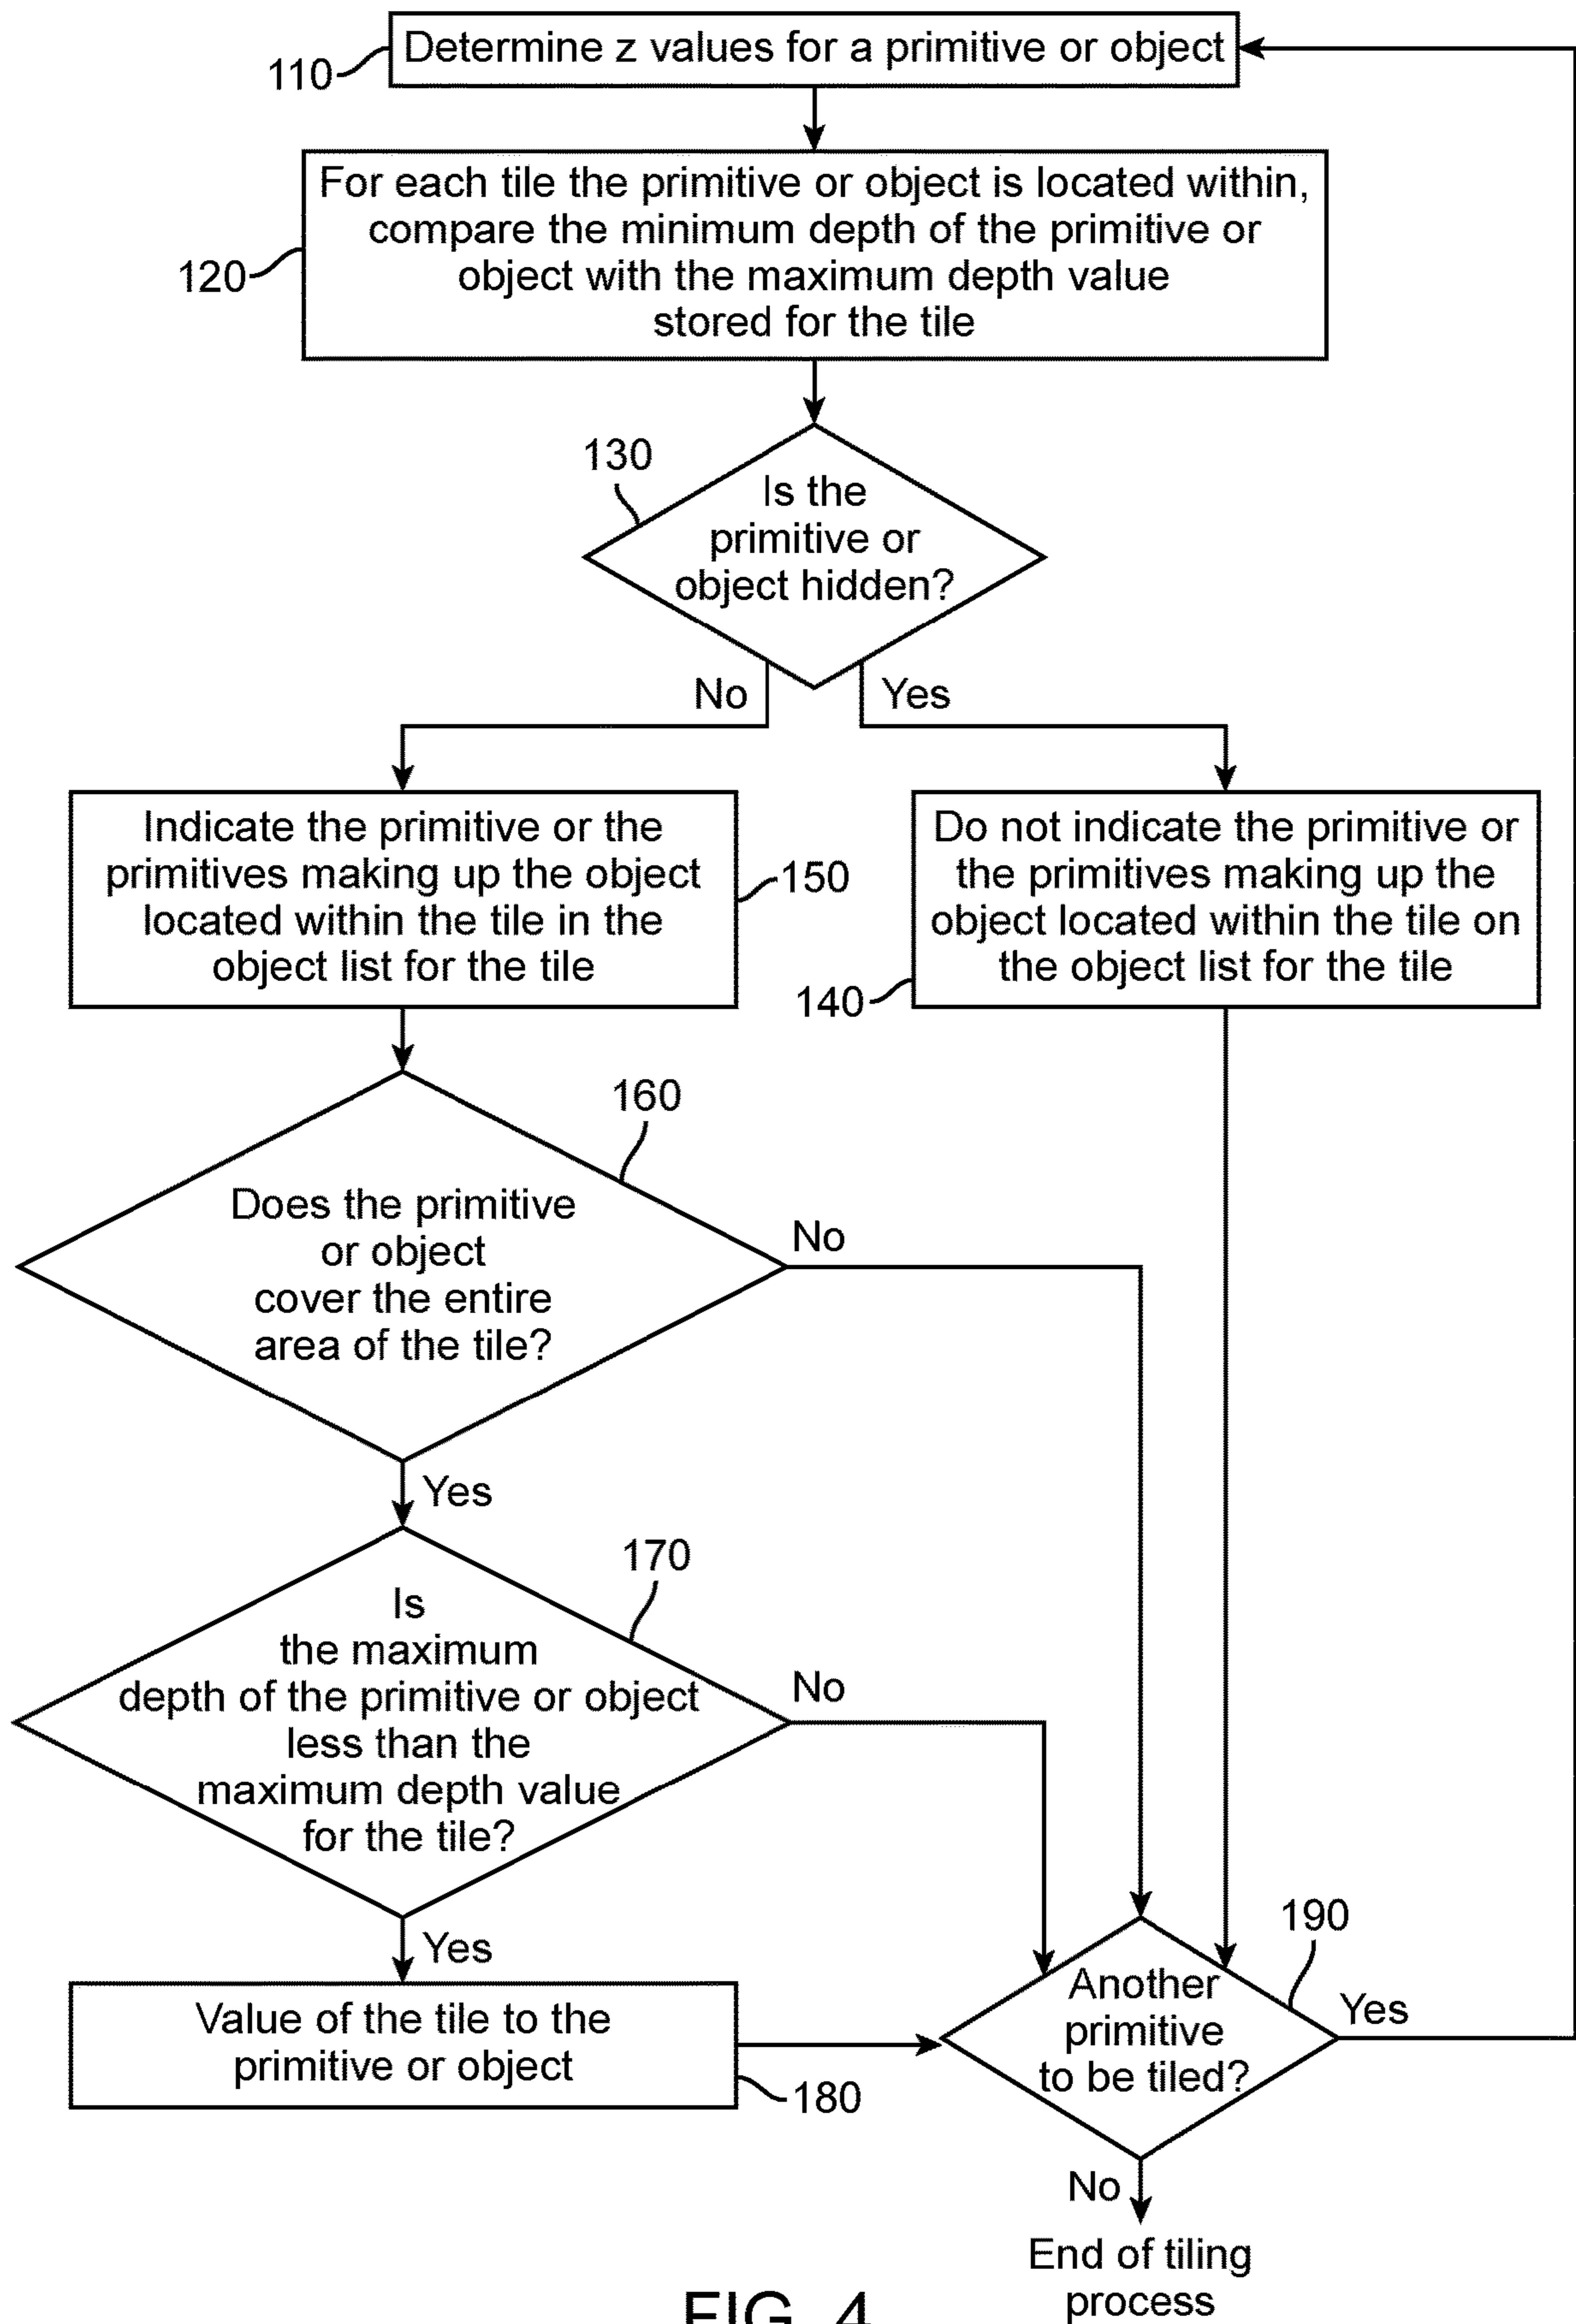 Determine z values for a primitive or object
110
For each tile the primitive or object is located within,
compare the minimum depth of the primitive or
object with the maximum depth value
stored for the tile
120
130
Is the
primitive or
object hidden?
No
Yes
Indicate the primitive or the
primitives making up the object
located within the tile in the
object list for the tile
150
Do not indicate the primitive or
the primitives making up the
object located within the tile on
the object list for the tile
140
160
Does the primitive
or object
cover the entire
area of the tile?
No
Yes
170
Is
the maximum
depth of the primitive or object
less than the
maximum depth value
for the tile?
No
Yes
Value of the tile to the
primitive or object
180
190
Another
primitive
to be tiled?
Yes
No
End of tiling
process
FIG. 4